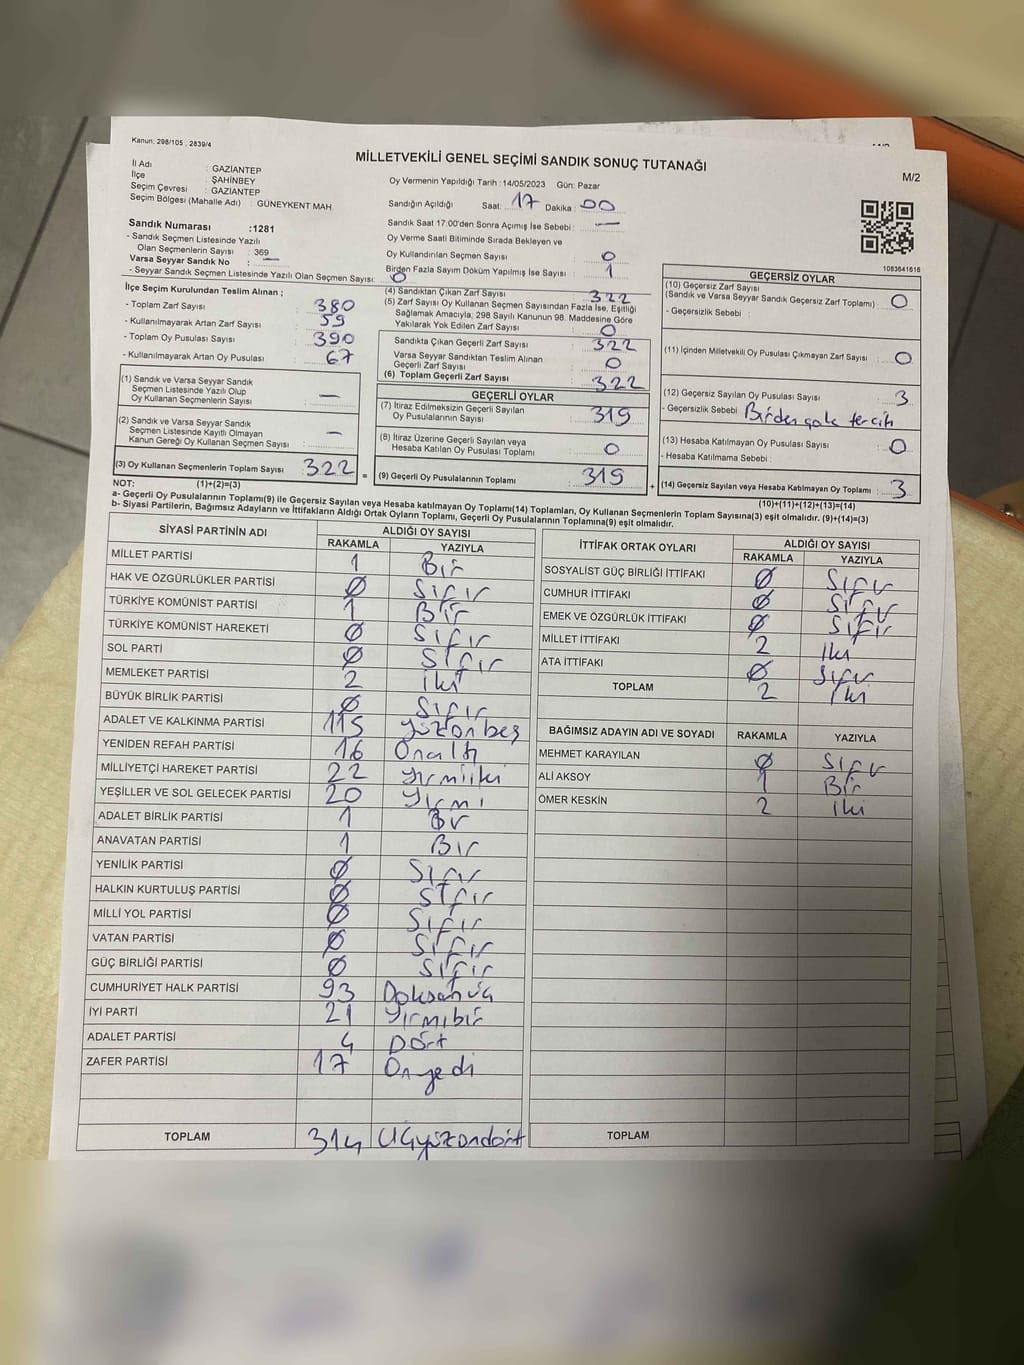 Kanun: 298/105 , 2839/4
MİLLETVEKİLİ GENEL SEÇİMİ SANDIK SONUÇ TUTANAĞI
M/2
İl Adı : GAZİANTEP
İlçe : ŞAHİNBEY
Seçim Çevresi : GAZİANTEP
Seçim Bölgesi (Mahalle Adı) : GÜNEYKENT MAH.
Sandık Numarası :1281
- Sandık Seçmen Listesinde Yazılı
Olan Seçmenlerin Sayısı : 369
Varsa Seyyar Sandık No : —
- Seyyar Sandık Seçmen Listesinde Yazılı Olan Seçmen Sayısı: 0
Oy Vermenin Yapıldığı Tarih : 14/05/2023 Gün: Pazar
Sandığın Açıldığı Saat: 17 Dakika : 00
Sandık Saat 17:00'den Sonra Açımış İse Sebebi : —
Oy Verme Saati Bitiminde Sırada Bekleyen ve
Oy Kullandırılan Seçmen Sayısı : 0
Birden Fazla Sayım Döküm Yapılmış İse Sayısı : 1
1083641616
İlçe Seçim Kurulundan Teslim Alınan ;
- Toplam Zarf Sayısı : 380
- Kullanılmayarak Artan Zarf Sayısı : 59
- Toplam Oy Pusulası Sayısı : 390
- Kullanılmayarak Artan Oy Pusulası : 67
(1) Sandık ve Varsa Seyyar Sandık
Seçmen Listesinde Yazılı Olup
Oy Kullanan Seçmenlerin Sayısı : —
(2) Sandık ve Varsa Seyyar Sandık
Seçmen Listesinde Kayıtlı Olmayan
Kanun Gereği Oy Kullanan Seçmen Sayısı : —
(3) Oy Kullanan Seçmenlerin Toplam Sayısı : 322 =
(4) Sandıktan Çıkan Zarf Sayısı : 322
(5) Zarf Sayısı Oy Kullanan Seçmen Sayısından Fazla İse, Eşitliği
Sağlamak Amacıyla; 298 Sayılı Kanunun 98. Maddesine Göre
Yakılarak Yok Edilen Zarf Sayısı : 0
Sandıkta Çıkan Geçerli Zarf Sayısı : 322
Varsa Seyyar Sandıktan Teslim Alınan
Geçerli Zarf Sayısı : 0
(6) Toplam Geçerli Zarf Sayısı : 322
GEÇERLİ OYLAR
(7) İtiraz Edilmeksizin Geçerli Sayılan
Oy Pusulalarının Sayısı : 319
(8) İtiraz Üzerine Geçerli Sayılan veya
Hesaba Katılan Oy Pusulası Toplamı : 0
(9) Geçerli Oy Pusulalarının Toplamı : 319 +
GEÇERSİZ OYLAR
(10) Geçersiz Zarf Sayısı
(Sandık ve Varsa Seyyar Sandık Geçersiz Zarf Toplamı) : 0
- Geçersizlik Sebebi :
(11) İçinden Milletvekili Oy Pusulası Çıkmayan Zarf Sayısı : 0
(12) Geçersiz Sayılan Oy Pusulası Sayısı : 3
- Geçersizlik Sebebi : Birden çok tercih
(13) Hesaba Katılmayan Oy Pusulası Sayısı : 0
- Hesaba Katılmama Sebebi :
(14) Geçersiz Sayılan veya Hesaba Katılmayan Oy Toplamı : 3
NOT: (1)+(2)=(3)
(10)+(11)+(12)+(13)=(14)
a- Geçerli Oy Pusulalarının Toplamı(9) ile Geçersiz Sayılan veya Hesaba katılmayan Oy Toplamı(14) Toplamları, Oy Kullanan Seçmenlerin Toplam Sayısına(3) eşit olmalıdır. (9)+(14)=(3)
b- Siyasi Partilerin, Bağımsız Adayların ve İttifakların Aldığı Ortak Oyların Toplamı, Geçerli Oy Pusulalarının Toplamına(9) eşit olmalıdır.
SİYASİ PARTİNİN ADI ALDIĞI OY SAYISI
RAKAMLA YAZIYLA
MİLLET PARTİSİ 1 Bir
HAK VE ÖZGÜRLÜKLER PARTİSİ 0 Sıfır
TÜRKİYE KOMÜNİST PARTİSİ 1 Bir
TÜRKİYE KOMÜNİST HAREKETİ 0 Sıfır
SOL PARTİ 0 Sıfır
MEMLEKET PARTİSİ 2 iki
BÜYÜK BİRLİK PARTİSİ 0 Sıfır
ADALET VE KALKINMA PARTİSİ 115 yüzonbeş
YENİDEN REFAH PARTİSİ 16 Onaltı
MİLLİYETÇİ HAREKET PARTİSİ 22 yirmiiki
YEŞİLLER VE SOL GELECEK PARTİSİ 20 yirmi
ADALET BİRLİK PARTİSİ 1 Bir
ANAVATAN PARTİSİ 1 Bir
YENİLİK PARTİSİ 0 Sıfır
HALKIN KURTULUŞ PARTİSİ 0 Sıfır
MİLLİ YOL PARTİSİ 0 Sıfır
VATAN PARTİSİ 0 Sıfır
GÜÇ BİRLİĞİ PARTİSİ 0 Sıfır
CUMHURİYET HALK PARTİSİ 93 Doksanüç
İYİ PARTİ 21 yirmibir
ADALET PARTİSİ 4 Dört
ZAFER PARTİSİ 17 Onyedi
TOPLAM 314 Üçyüzondört
İTTİFAK ORTAK OYLARI ALDIĞI OY SAYISI
RAKAMLA YAZIYLA
SOSYALİST GÜÇ BİRLİĞİ İTTİFAKI 0 Sıfır
CUMHUR İTTİFAKI 0 Sıfır
EMEK VE ÖZGÜRLÜK İTTİFAKI 0 Sıfır
MİLLET İTTİFAKI 2 İki
ATA İTTİFAKI 0 Sıfır
TOPLAM 2 İki
BAĞIMSIZ ADAYIN ADI VE SOYADI RAKAMLA YAZIYLA
MEHMET KARAYILAN 0 Sıfır
ALİ AKSOY 1 Bir
ÖMER KESKİN 2 iki
TOPLAM